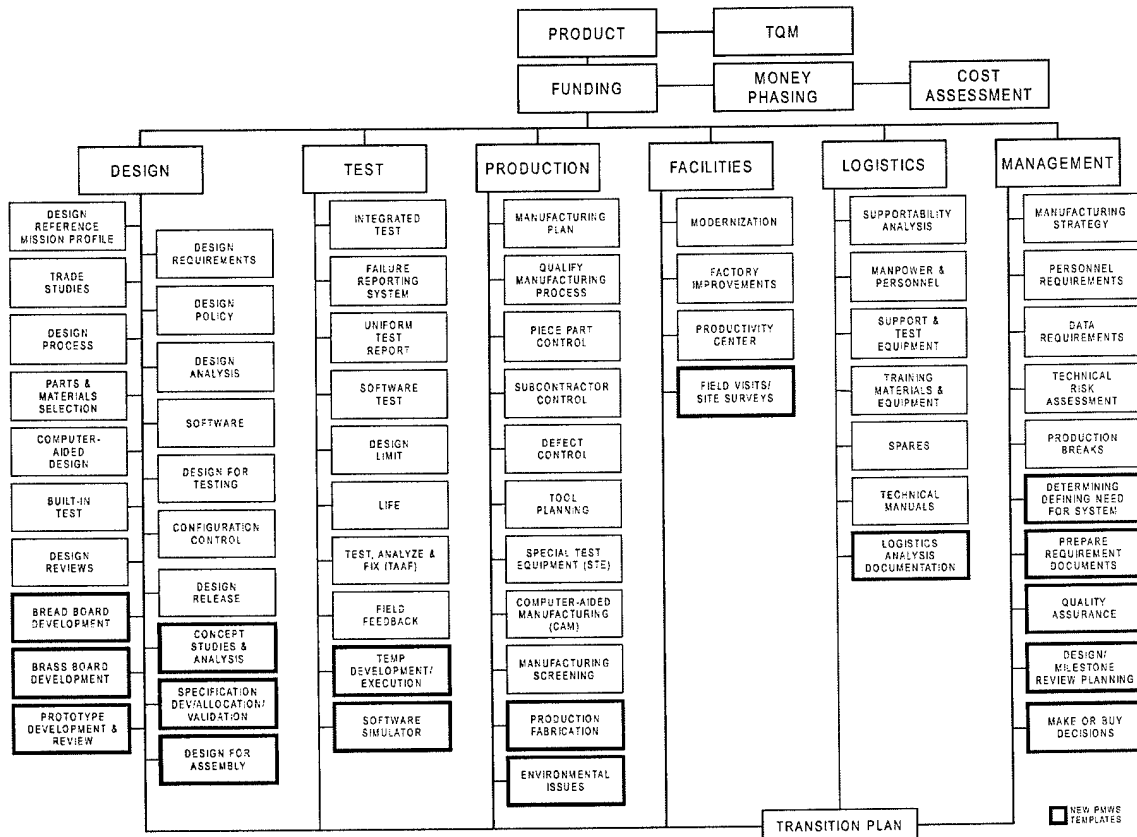 PRODUCT
TQM
FUNDING
MONEY
PHASING
COST
ASSESSMENT
DESIGN
TEST
PRODUCTION
FACILITIES
LOGISTICS
MANAGEMENT
DESIGN
REFERENCE
MISSION PROFILE
TRADE
STUDIES
DESIGN
PROCESS
PARTS &
MATERIALS
SELECTION
COMPUTER-
AIDED
DESIGN
BUILT-IN
TEST
DESIGN
REVIEWS
BREAD BOARD
DEVELOPMENT
BRASS BOARD
DEVELOPMENT
PROTOTYPE
DEVELOPMENT &
REVIEW
DESIGN
REQUIREMENTS
DESIGN
POLICY
DESIGN
ANALYSIS
SOFTWARE
DESIGN FOR
TESTING
CONFIGURATION
CONTROL
DESIGN
RELEASE
CONCEPT
STUDIES &
ANALYSIS
SPECIFICATION
DEV/ALLOCATION/
VALIDATION
DESIGN FOR
ASSEMBLY
INTEGRATED
TEST
FAILURE
REPORTING
SYSTEM
UNIFORM
TEST
REPORT
SOFTWARE
TEST
DESIGN
LIMIT
LIFE
TEST, ANALYZE &
FIX (TAAF)
FIELD
FEEDBACK
TEMP
DEVELOPMENT/
EXECUTION
SOFTWARE
SIMULATOR
MANUFACTURING
PLAN
QUALIFY
MANUFACTURING
PROCESS
PIECE PART
CONTROL
SUBCONTRACTOR
CONTROL
DEFECT
CONTROL
TOOL
PLANNING
SPECIAL TEST
EQUIPMENT (STE)
COMPUTER-AIDED
MANUFACTURING
(CAM)
MANUFACTURING
SCREENING
PRODUCTION
FABRICATION
ENVIRONMENTAL
ISSUES
MODERNIZATION
FACTORY
IMPROVEMENTS
PRODUCTIVITY
CENTER
FIELD VISITS/
SITE SURVEYS
SUPPORTABILITY
ANALYSIS
MANPOWER &
PERSONNEL
SUPPORT &
TEST
EQUIPMENT
TRAINING
MATERIALS &
EQUIPMENT
SPARES
TECHNICAL
MANUALS
LOGISTICS
ANALYSIS
DOCUMENTATION
MANUFACTURING
STRATEGY
PERSONNEL
REQUIREMENTS
DATA
REQUIREMENTS
TECHNICAL
RISK
ASSESSMENT
PRODUCTION
BREAKS
DETERMINING
DEFINING NEED
FOR SYSTEM
PREPARE
REQUIREMENT
DOCUMENTS
QUALITY
ASSURANCE
DESIGN/
MILESTONE
REVIEW PLANNING
MAKE OR BUY
DECISIONS
TRANSITION PLAN
NEW PMWS
TEMPLATES